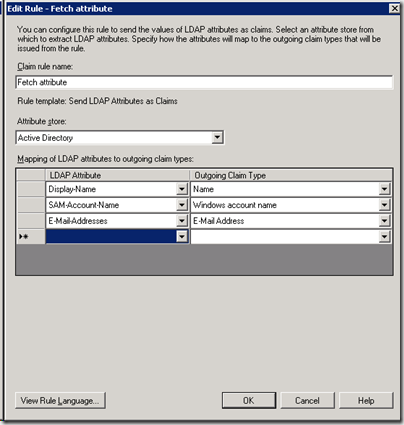 Edit Rule - Fetch attribute
You can configure this rule to send the values of LDAP attributes as claims. Select an attribute store from
which to extract LDAP attributes. Specify how the attributes will map to the outgoing claim types that will be
issued from the rule.
Claim rule name:
Fetch attribute
Rule template: Send LDAP Attributes as Claims
Attribute store:
Active Directory
Mapping of LDAP attributes to outgoing claim types:
LDAP Attribute Outgoing Claim Type
Display-Name Name
SAM-Account-Name Windows account name
E-Mail-Addresses E-Mail Address
View Rule Language... OK Cancel Help